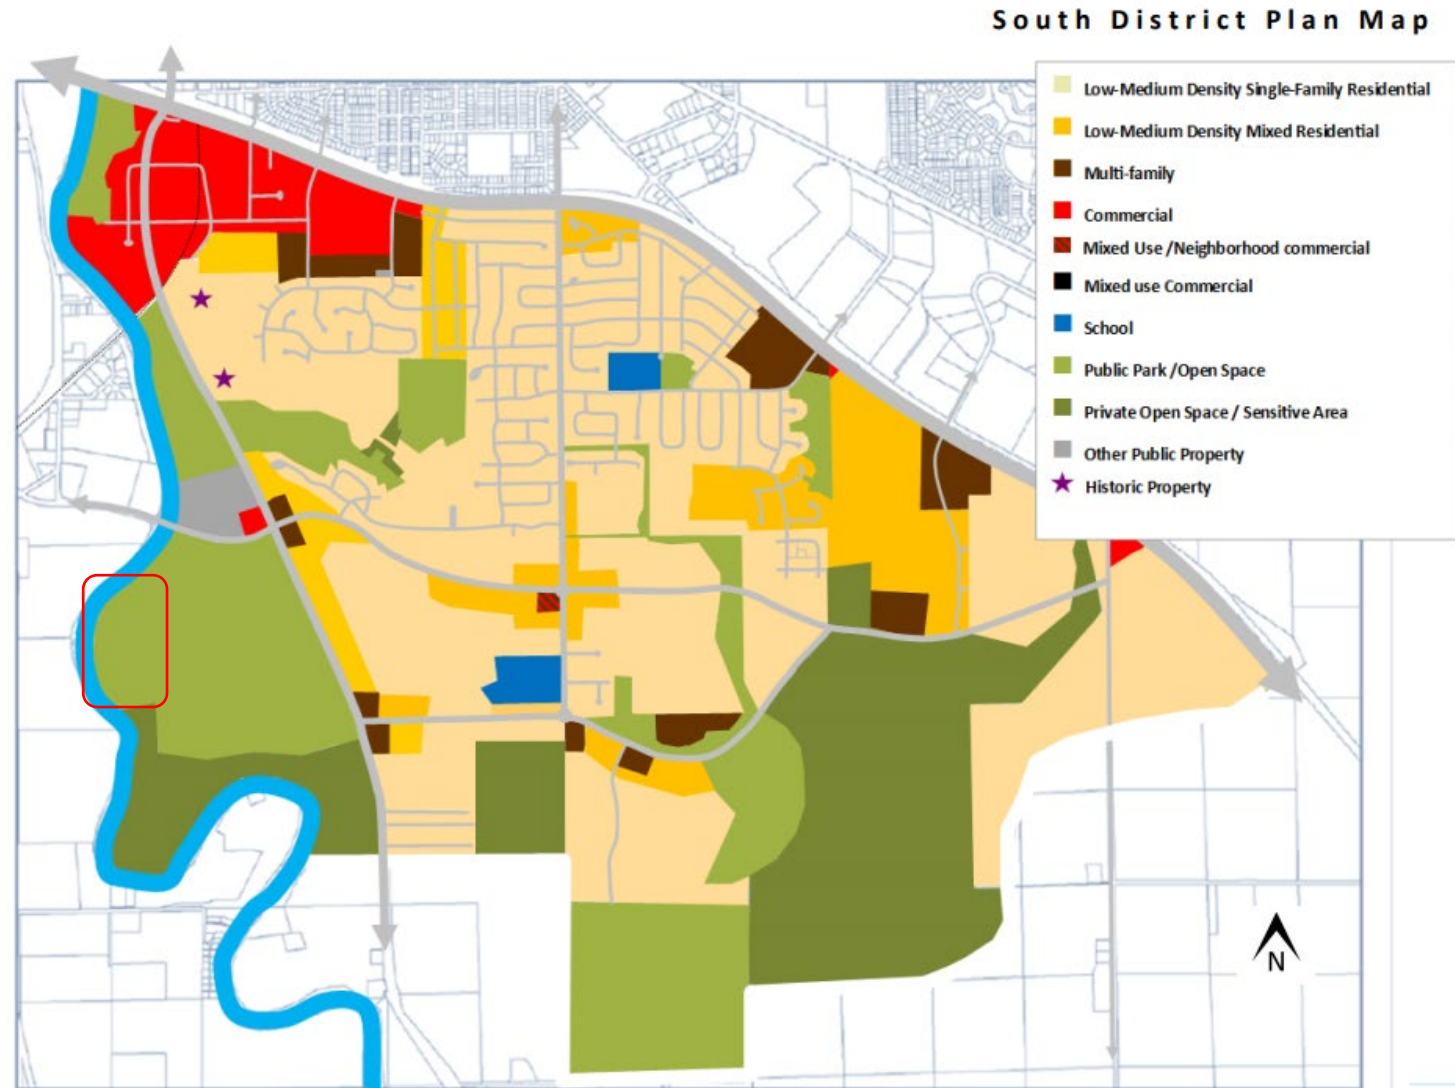 South District Plan Map
Low-Medium Density Single-Family Residential
Low-Medium Density Mixed Residential
Multi-family
Commercial
Mixed Use /Neighborhood commercial
Mixed use Commercial
School
Public Park /Open Space
Private Open Space / Sensitive Area
Other Public Property
Historic Property
N